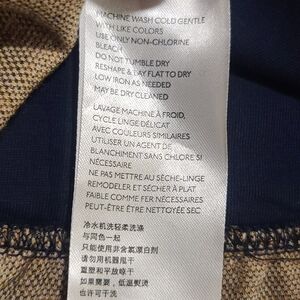 MACHINE WASH COLD GENTLE
WITH LIKE COLORS
USE ONLY NON-CHLORINE
BLEACH
DO NOT TUMBLE DRY
RESHAPE & LAY FLAT TO DRY
LOW IRON AS NEEDED
MAY BE DRY CLEANED
LAVAGE MACHINE À FROID,
CYCLE LINGE DÉLICAT
AVEC COULEURS SIMILAIRES
UTILISER UN AGENT DE
BLANCHIMENT SANS CHLORE SI
NÉCESSAIRE
NE PAS METTRE AU SÈCHE-LINGE
REMODELER ET SÉCHER À PLAT
FAIBLE COMME FER NÉCESSAIRES
PEUT-ÊTRE ÊTRE NETTOYÉE SEC
冷水机洗轻柔洗涤
与同色一起
只能使用非含氯漂白剂
请勿用机器甩干
重塑和平放晾干
如果需要，低温熨烫
也许可干洗